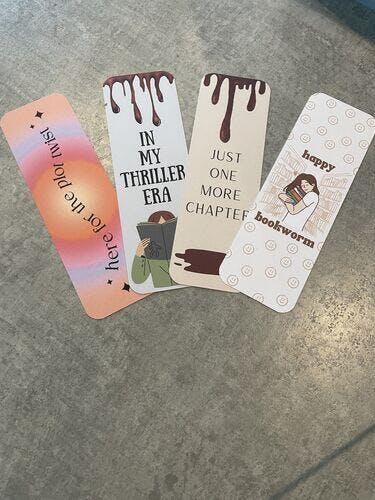 here for the plot twist
IN
MY
THRILLER
ERA
JUST
ONE
MORE
CHAPTER
happy
bookworm